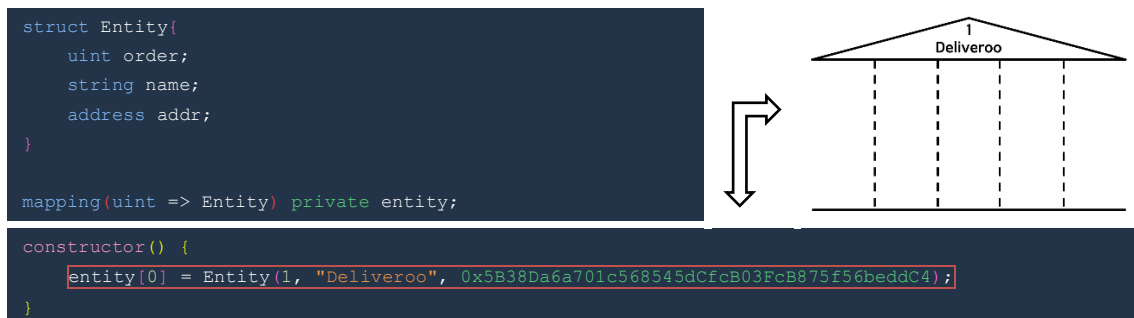 struct Entity{
    uint order;
    string name;
    address addr;
}
mapping(uint => Entity) private entity;
1
Deliveroo
constructor() {
    entity[0] = Entity(1, "Deliveroo", 0x5B38Da6a701c568545dCfcB03FcB875f56beddC4);
}